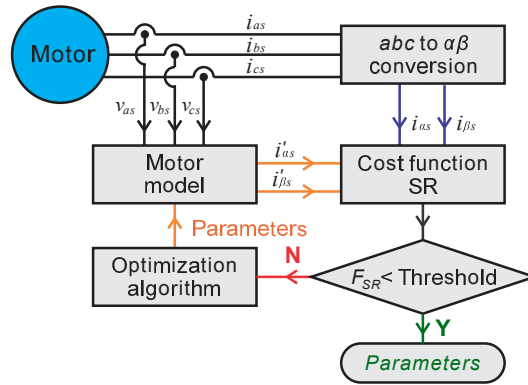 Motor
i_as
i_bs
i_cs
abc to αβ
conversion
v_as
v_bs
v_cs
i_αs
i_βs
Motor
model
i'_αs
i'_βs
Cost function
SR
Parameters
Optimization
algorithm
N
F_SR < Threshold
Y
Parameters